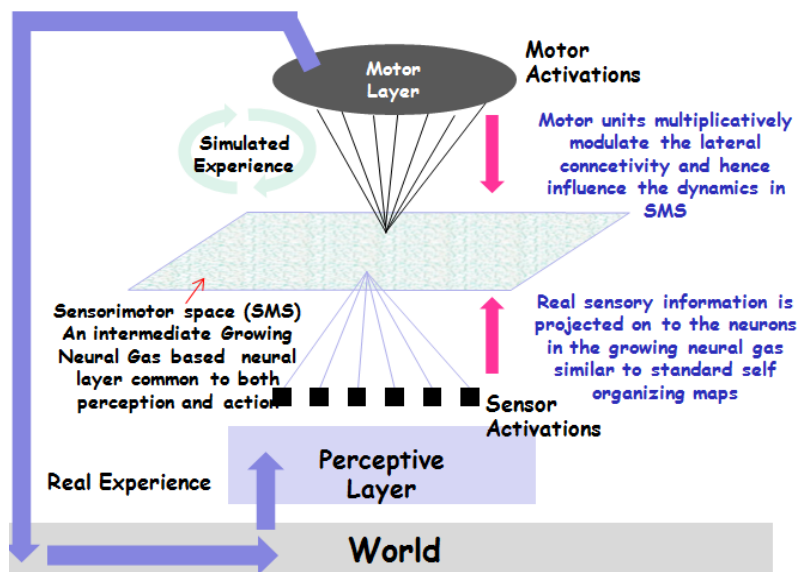 Motor
Layer
Motor
Activations
Simulated
Experience
Motor units multiplicatively
modulate the lateral
conncetivity and hence
influence the dynamics in
SMS
Sensorimotor space (SMS)
An intermediate Growing
Neural Gas based neural
layer common to both
perception and action
Real sensory information is
projected on to the neurons
in the growing neural gas
similar to standard self
organizing maps
Sensor
Activations
Real Experience
Perceptive
Layer
World